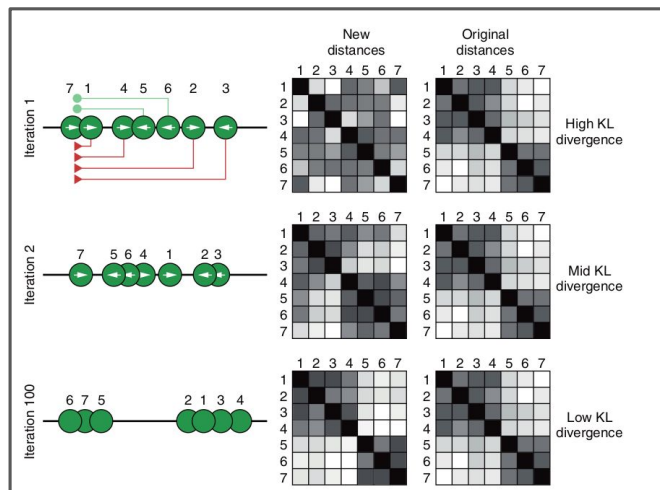 New distances
Original distances
1 2 3 4 5 6 7
1 2 3 4 5 6 7
Iteration 1
7 1 4 5 6 2 3
1
2
3
4
5
6
7
1
2
3
4
5
6
7
High KL divergence
Iteration 2
7 5 6 4 1 2 3
1 2 3 4 5 6 7
1 2 3 4 5 6 7
1
2
3
4
5
6
7
1
2
3
4
5
6
7
Mid KL divergence
Iteration 100
6 7 5 2 1 3 4
1 2 3 4 5 6 7
1 2 3 4 5 6 7
1
2
3
4
5
6
7
1
2
3
4
5
6
7
Low KL divergence